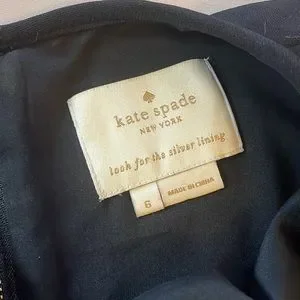 kate spade
NEW YORK
look for the silver lining
6
MADE IN CHINA